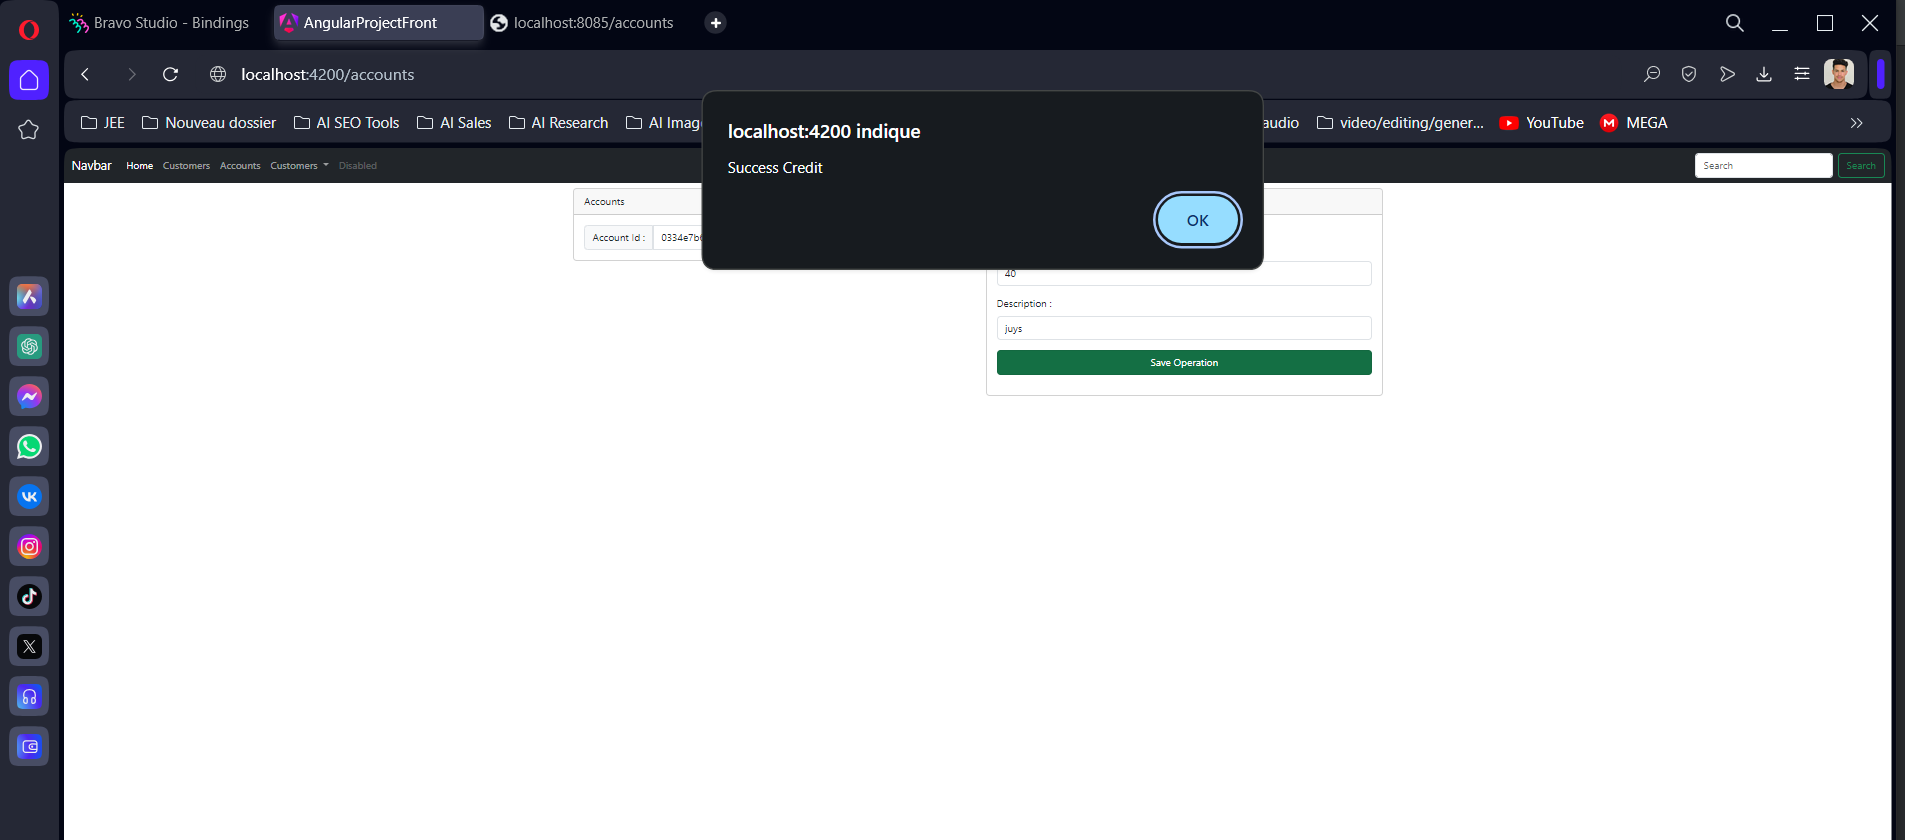 Bravo Studio - Bindings
AngularProjectFront
localhost:8085/accounts
localhost:4200/accounts
JEE
Nouveau dossier
AI SEO Tools
AI Sales
AI Research
AI Imag
audio
video/editing/gener...
YouTube
MEGA
localhost:4200 indique
Success Credit
OK
Navbar
Home
Customers
Accounts
Customers
Disabled
Search
Search
Accounts
Account Id :
0334e7b
40
Description :
juys
Save Operation